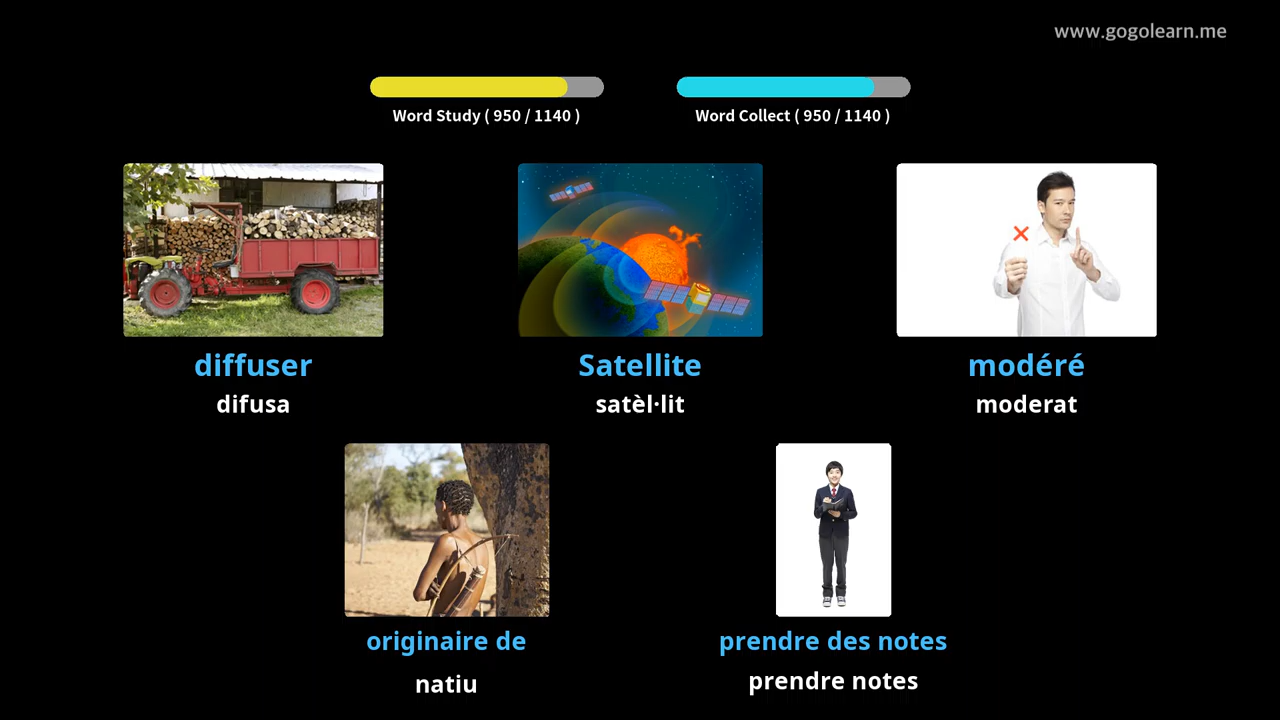 www.gogolearn.me
Word Study ( 950 / 1140 )
Word Collect ( 950 / 1140 )
diffuser
difusa
Satellite
satèl·lit
modéré
moderat
originaire de
natiu
prendre des notes
prendre notes